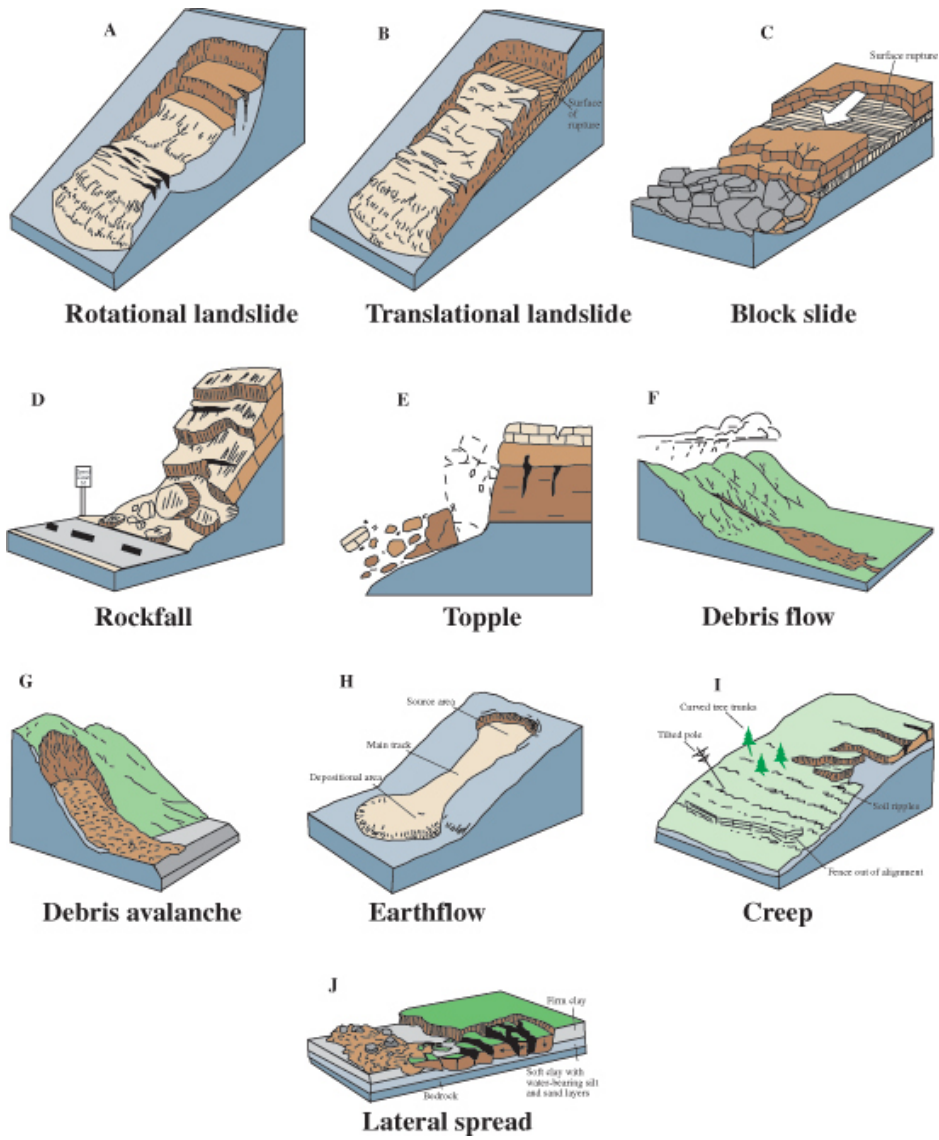 A
B
C
Surface rupture
Surface
of
rupture
Rotational landslide
Translational landslide
Block slide
D
E
F
Rockfall
Topple
Debris flow
G
H
I
Source area
Main track
Depositional area
Curved tree trunks
Tilted pole
Soil ripples
Fence out of alignment
Debris avalanche
Earthflow
Creep
J
Firm clay
Soft clay with
water-bearing silt
and sand layers
Bedrock
Lateral spread